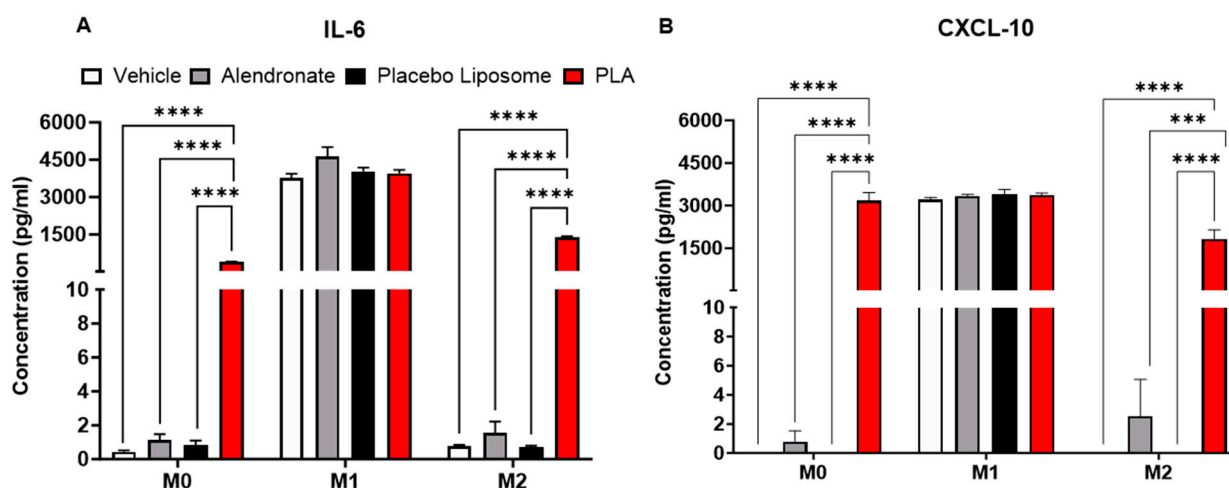 A
IL-6
Vehicle Alendronate Placebo Liposome PLA
Concentration (pg/ml)
6000
4500
3000
1500
10
8
6
4
2
0
**** **** ****
**** **** ****
M0 M1 M2
B
CXCL-10
Concentration (pg/ml)
6000
4500
3000
1500
10
8
6
4
2
0
**** **** ****
**** *** ****
M0 M1 M2